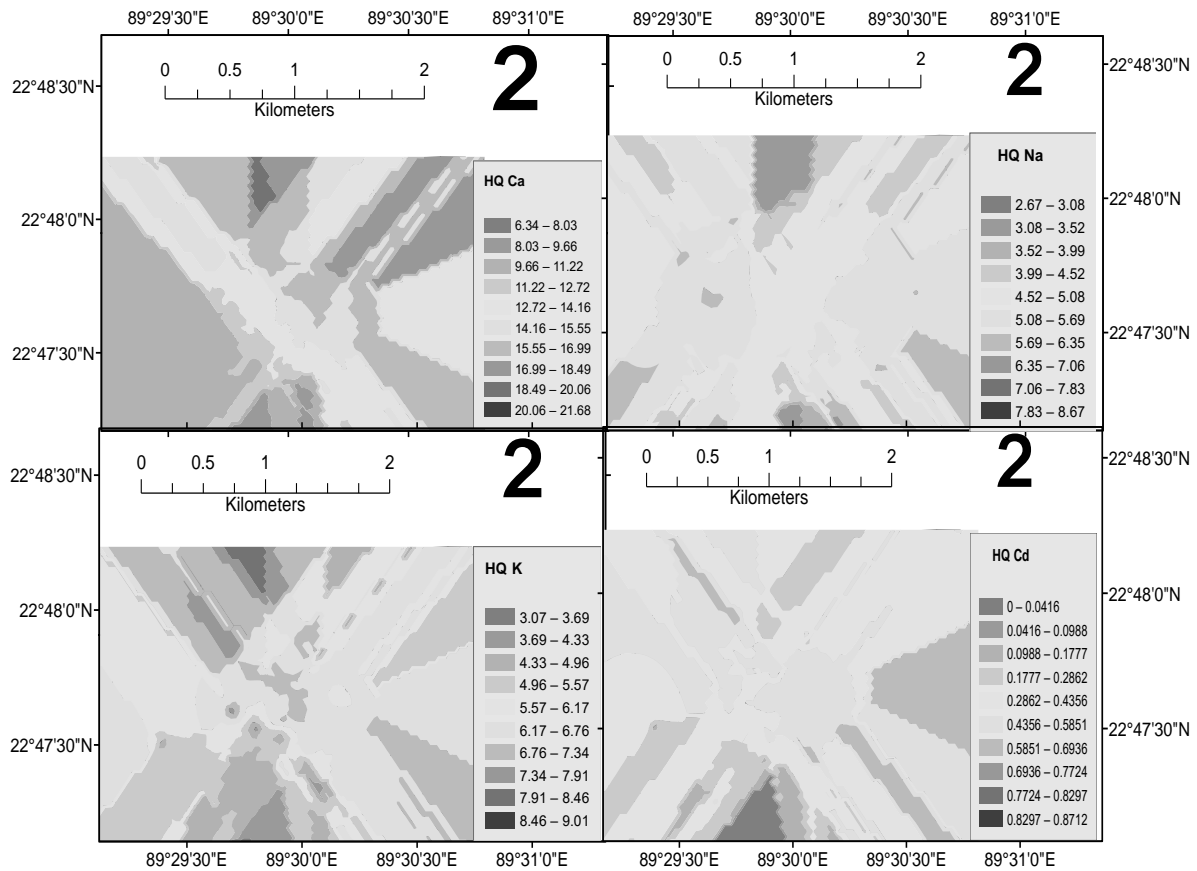 89°29'30"E 89°30'0"E 89°30'30"E 89°31'0"E 89°29'30"E 89°30'0"E 89°30'30"E 89°31'0"E
22°48'30"N
22°48'0"N
22°47'30"N
0 0.5 1 2
Kilometers
2
HQ Ca
6.34 – 8.03
8.03 – 9.66
9.66 – 11.22
11.22 – 12.72
12.72 – 14.16
14.16 – 15.55
15.55 – 16.99
16.99 – 18.49
18.49 – 20.06
20.06 – 21.68
0 0.5 1 2
Kilometers
2
HQ Na
2.67 – 3.08
3.08 – 3.52
3.52 – 3.99
3.99 – 4.52
4.52 – 5.08
5.08 – 5.69
5.69 – 6.35
6.35 – 7.06
7.06 – 7.83
7.83 – 8.67
22°48'30"N
22°48'0"N
22°47'30"N
22°48'30"N
22°48'0"N
22°47'30"N
0 0.5 1 2
Kilometers
2
HQ K
3.07 – 3.69
3.69 – 4.33
4.33 – 4.96
4.96 – 5.57
5.57 – 6.17
6.17 – 6.76
6.76 – 7.34
7.34 – 7.91
7.91 – 8.46
8.46 – 9.01
0 0.5 1 2
Kilometers
2
HQ Cd
0 – 0.0416
0.0416 – 0.0988
0.0988 – 0.1777
0.1777 – 0.2862
0.2862 – 0.4356
0.4356 – 0.5851
0.5851 – 0.6936
0.6936 – 0.7724
0.7724 – 0.8297
0.8297 – 0.8712
22°48'30"N
22°48'0"N
22°47'30"N
89°29'30"E 89°30'0"E 89°30'30"E 89°31'0"E 89°29'30"E 89°30'0"E 89°30'30"E 89°31'0"E